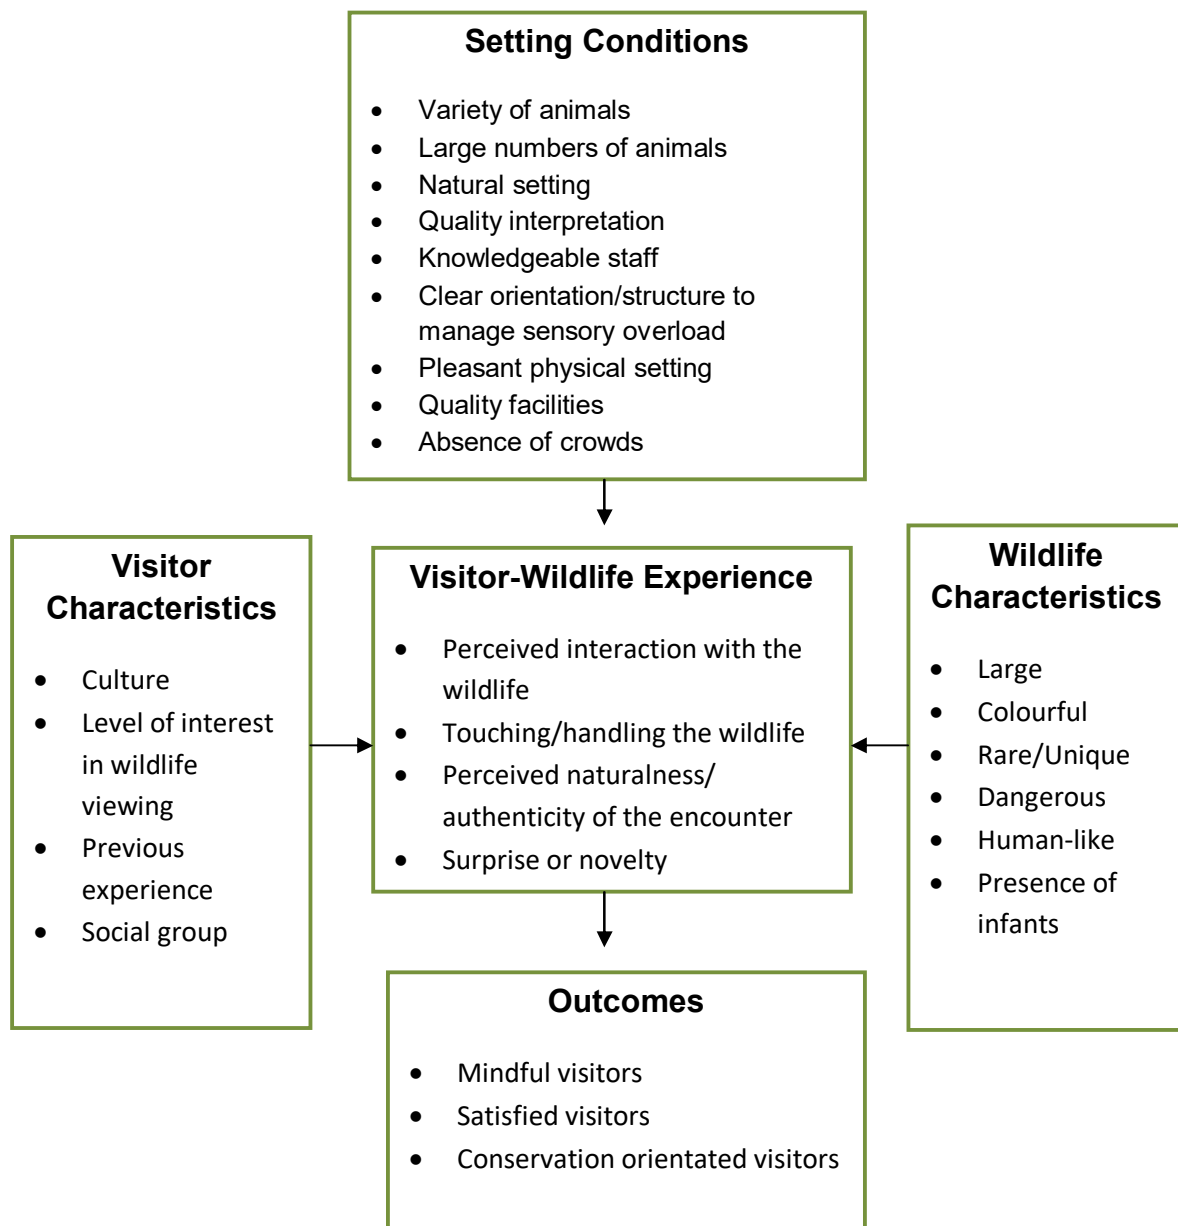 Setting Conditions
• Variety of animals
• Large numbers of animals
• Natural setting
• Quality interpretation
• Knowledgeable staff
• Clear orientation/structure to
manage sensory overload
• Pleasant physical setting
• Quality facilities
• Absence of crowds
Visitor
Characteristics
• Culture
• Level of interest
in wildlife
viewing
• Previous
experience
• Social group
Visitor-Wildlife Experience
• Perceived interaction with the
wildlife
• Touching/handling the wildlife
• Perceived naturalness/
authenticity of the encounter
• Surprise or novelty
Wildlife
Characteristics
• Large
• Colourful
• Rare/Unique
• Dangerous
• Human-like
• Presence of
infants
Outcomes
• Mindful visitors
• Satisfied visitors
• Conservation orientated visitors